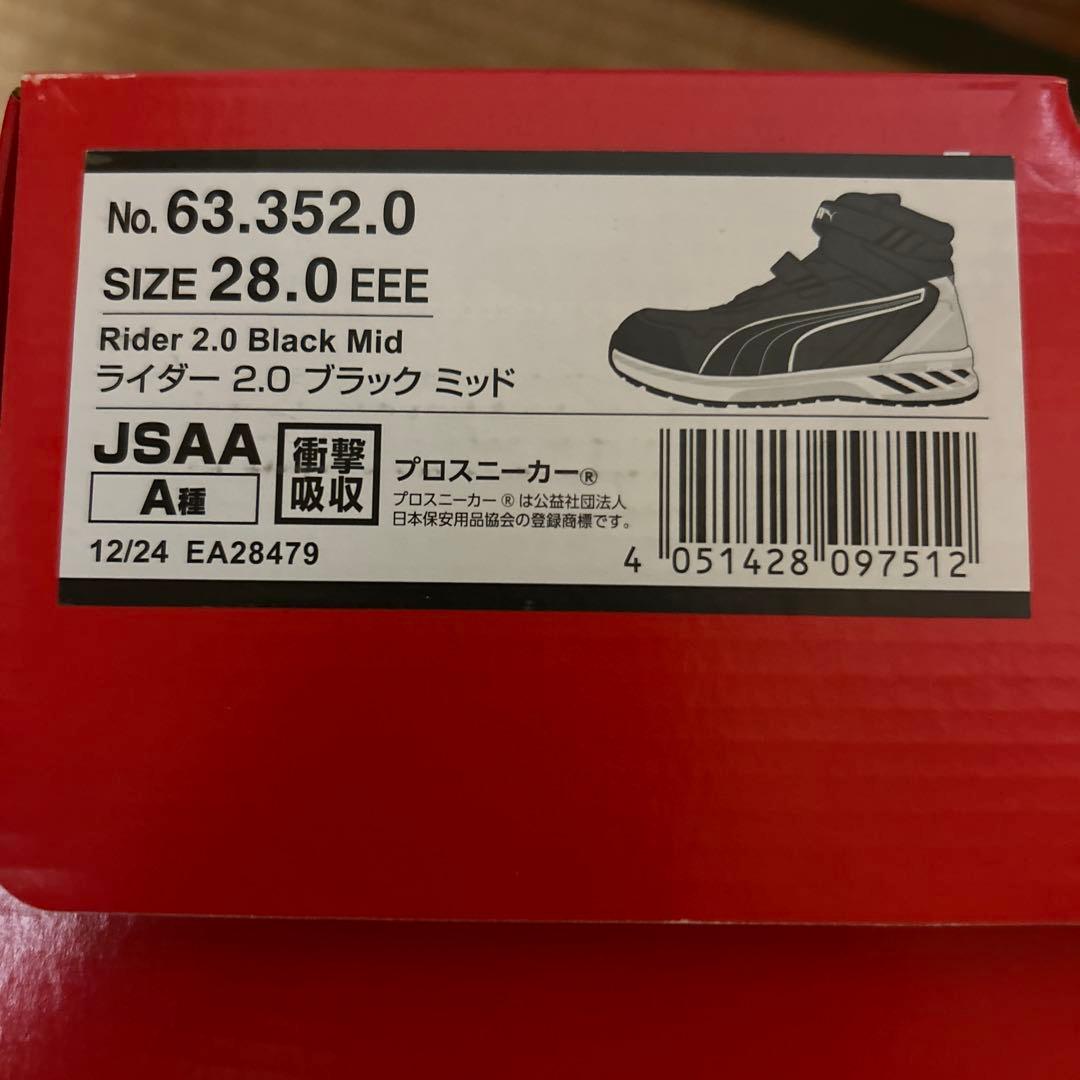 No. 63.352.0
SIZE 28.0 EEE
Rider 2.0 Black Mid
ライダー 2.0 ブラック ミッド
JSAA
A種
衝撃
吸収
プロスニーカー®
プロスニーカー®は公益社団法人
日本保安用品協会の登録商標です。
12/24 EA28479
4 051428 097512